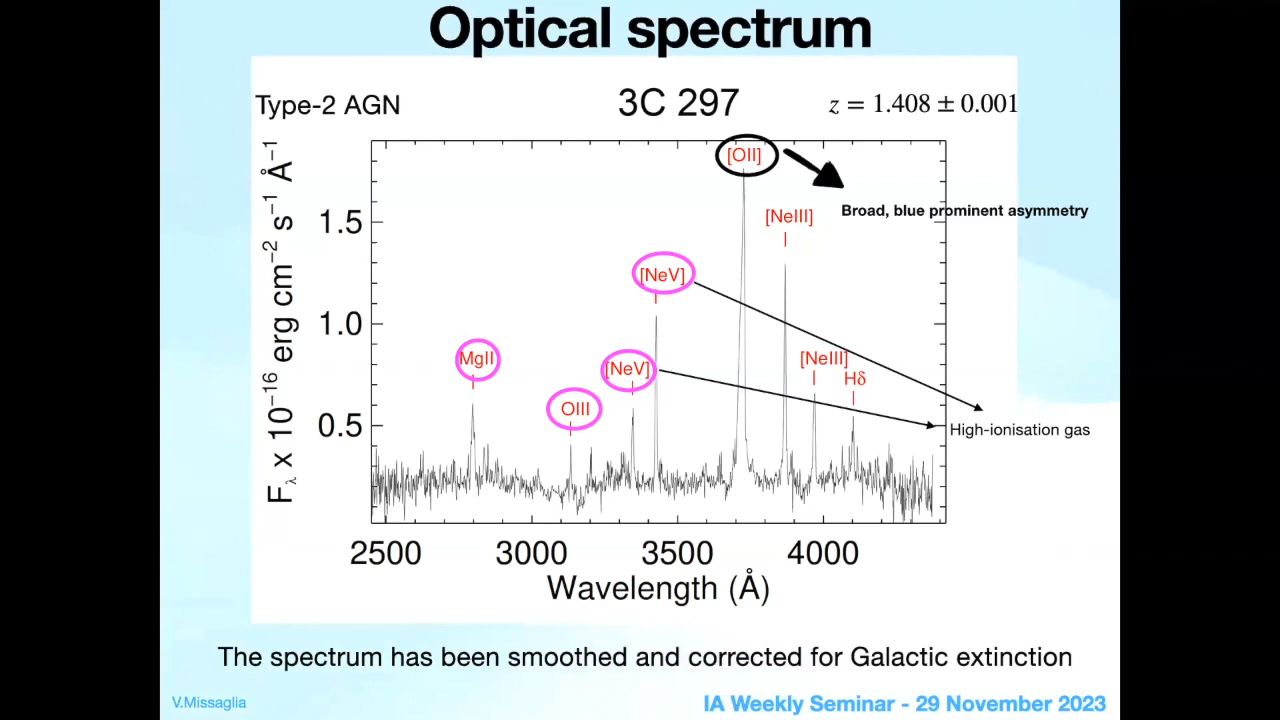 Optical spectrum
Type-2 AGN
3C 297
z = 1.408 ± 0.001
[OII]
Broad, blue prominent asymmetry
[NeIII]
[NeV]
MgII
[NeV]
[NeIII]
Hδ
OIII
High-ionisation gas
1.5
1.0
0.5
Fλ x 10⁻¹⁶ erg cm⁻² s⁻¹ Å⁻¹
2500 3000 3500 4000
Wavelength (Å)
The spectrum has been smoothed and corrected for Galactic extinction
V.Missaglia
IA Weekly Seminar - 29 November 2023